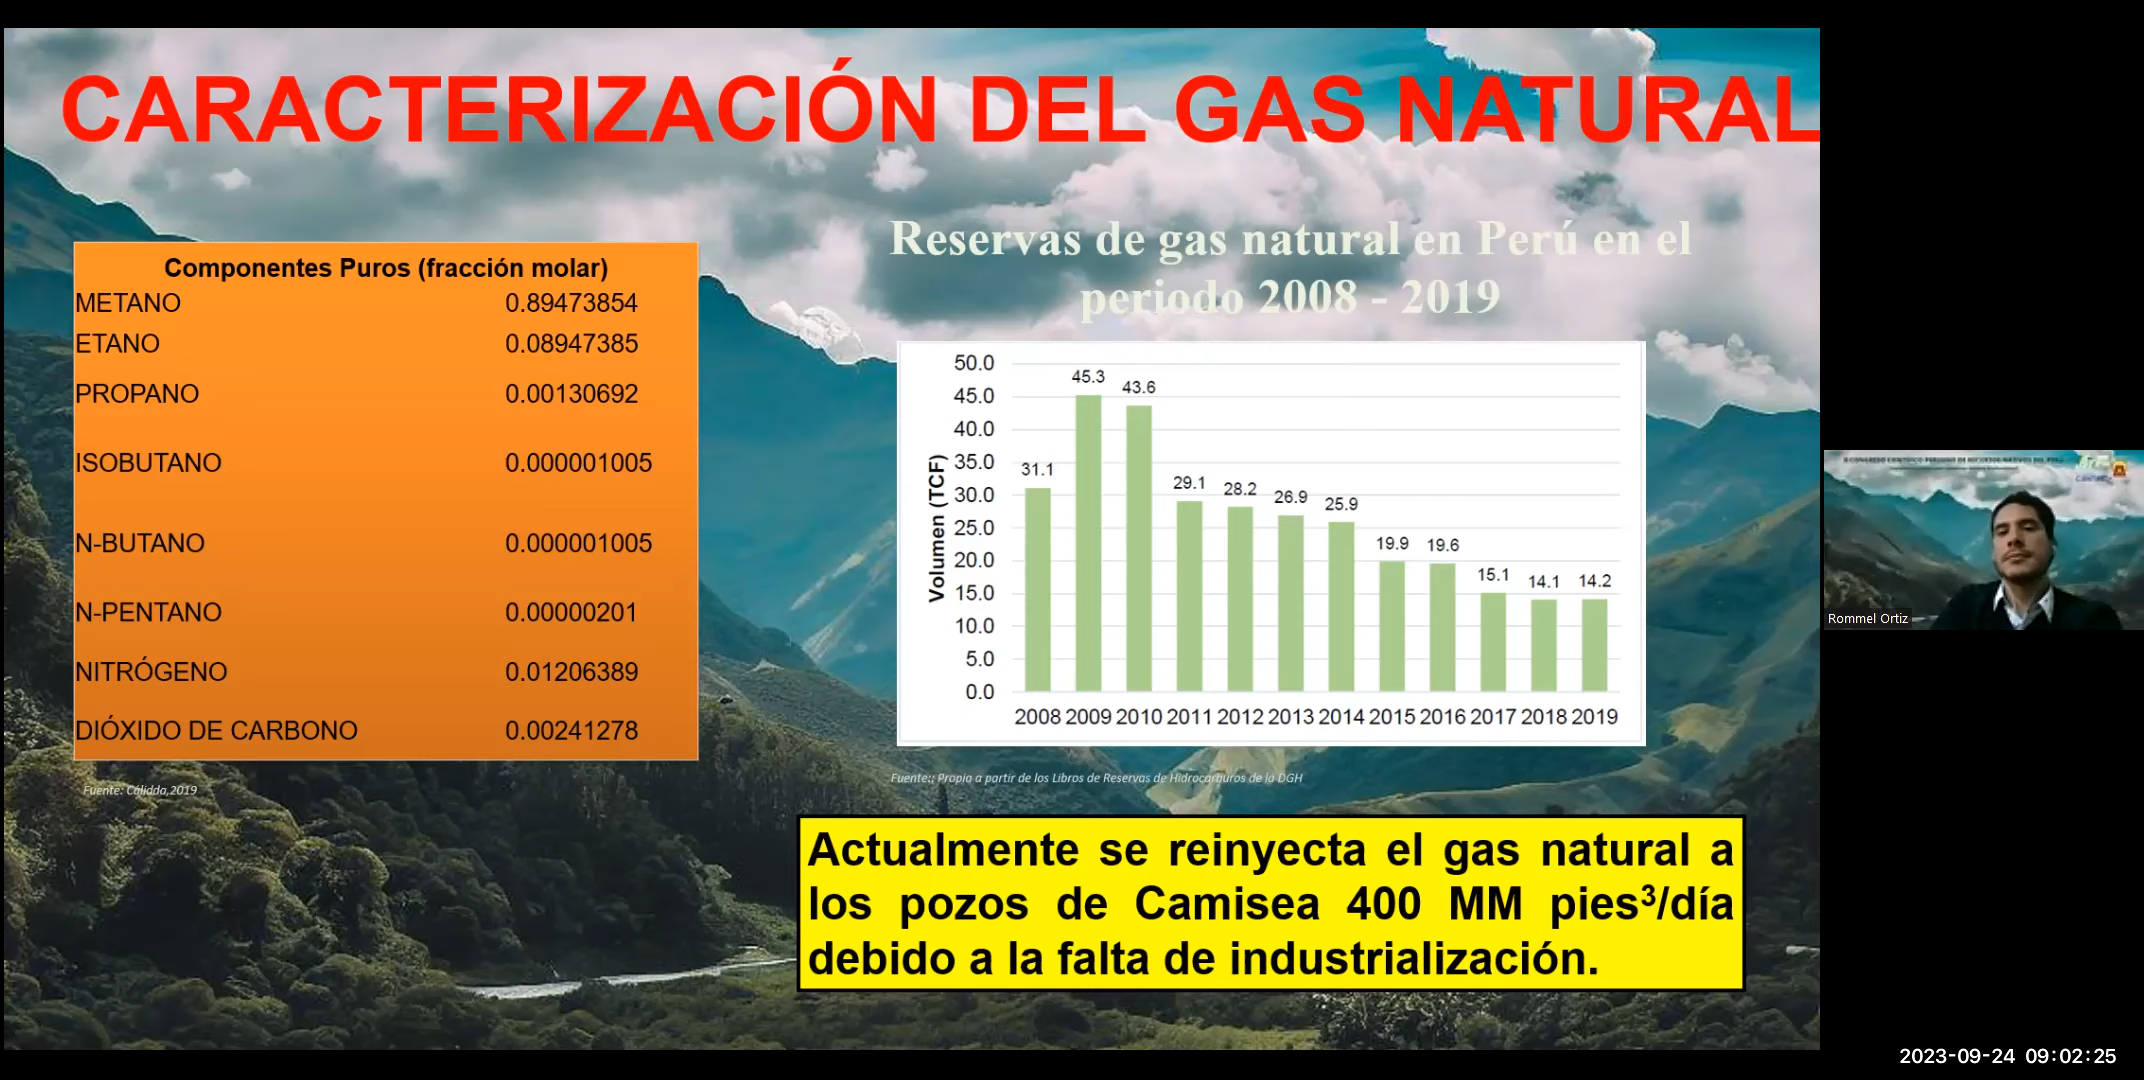 CARACTERIZACIÓN DEL GAS NATURAL
Componentes Puros (fracción molar)
METANO 0.89473854
ETANO 0.08947385
PROPANO 0.00130692
ISOBUTANO 0.000001005
N-BUTANO 0.000001005
N-PENTANO 0.00000201
NITRÓGENO 0.01206389
DIÓXIDO DE CARBONO 0.00241278
Fuente: Cálidda,2019
Reservas de gas natural en Perú en el
periodo 2008 - 2019
Volumen (TCF)
50.0
45.0
40.0
35.0
30.0
25.0
20.0
15.0
10.0
5.0
0.0
31.1 45.3 43.6 29.1 28.2 26.9 25.9 19.9 19.6 15.1 14.1 14.2
2008 2009 2010 2011 2012 2013 2014 2015 2016 2017 2018 2019
Fuente:; Propia a partir de los Libros de Reservas de Hidrocarburos de la DGH
Actualmente se reinyecta el gas natural a
los pozos de Camisea 400 MM pies³/día
debido a la falta de industrialización.
Rommel Ortiz
2023-09-24 09:02:25